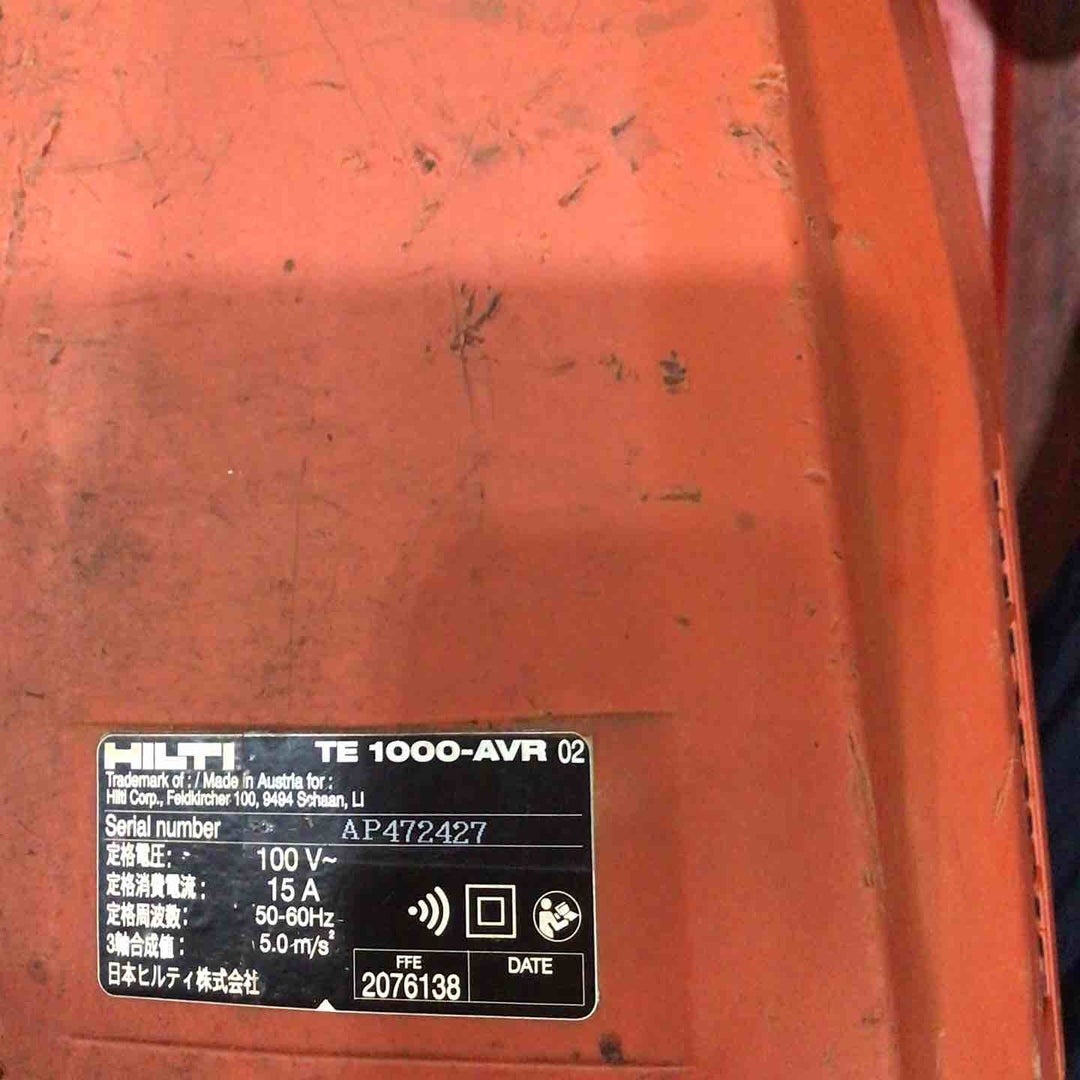 HILTI TE 1000-AVR 02
Trademark of : / Made in Austria for :
Hilti Corp., Feldkircher 100, 9494 Schaan, LI
Serial number AP472427
定格電圧: 100 V~
定格消費電流: 15 A
定格周波数: 50-60Hz
3軸合成値: 5.0 m/s²
日本ヒルティ株式会社
FFE DATE
2076138